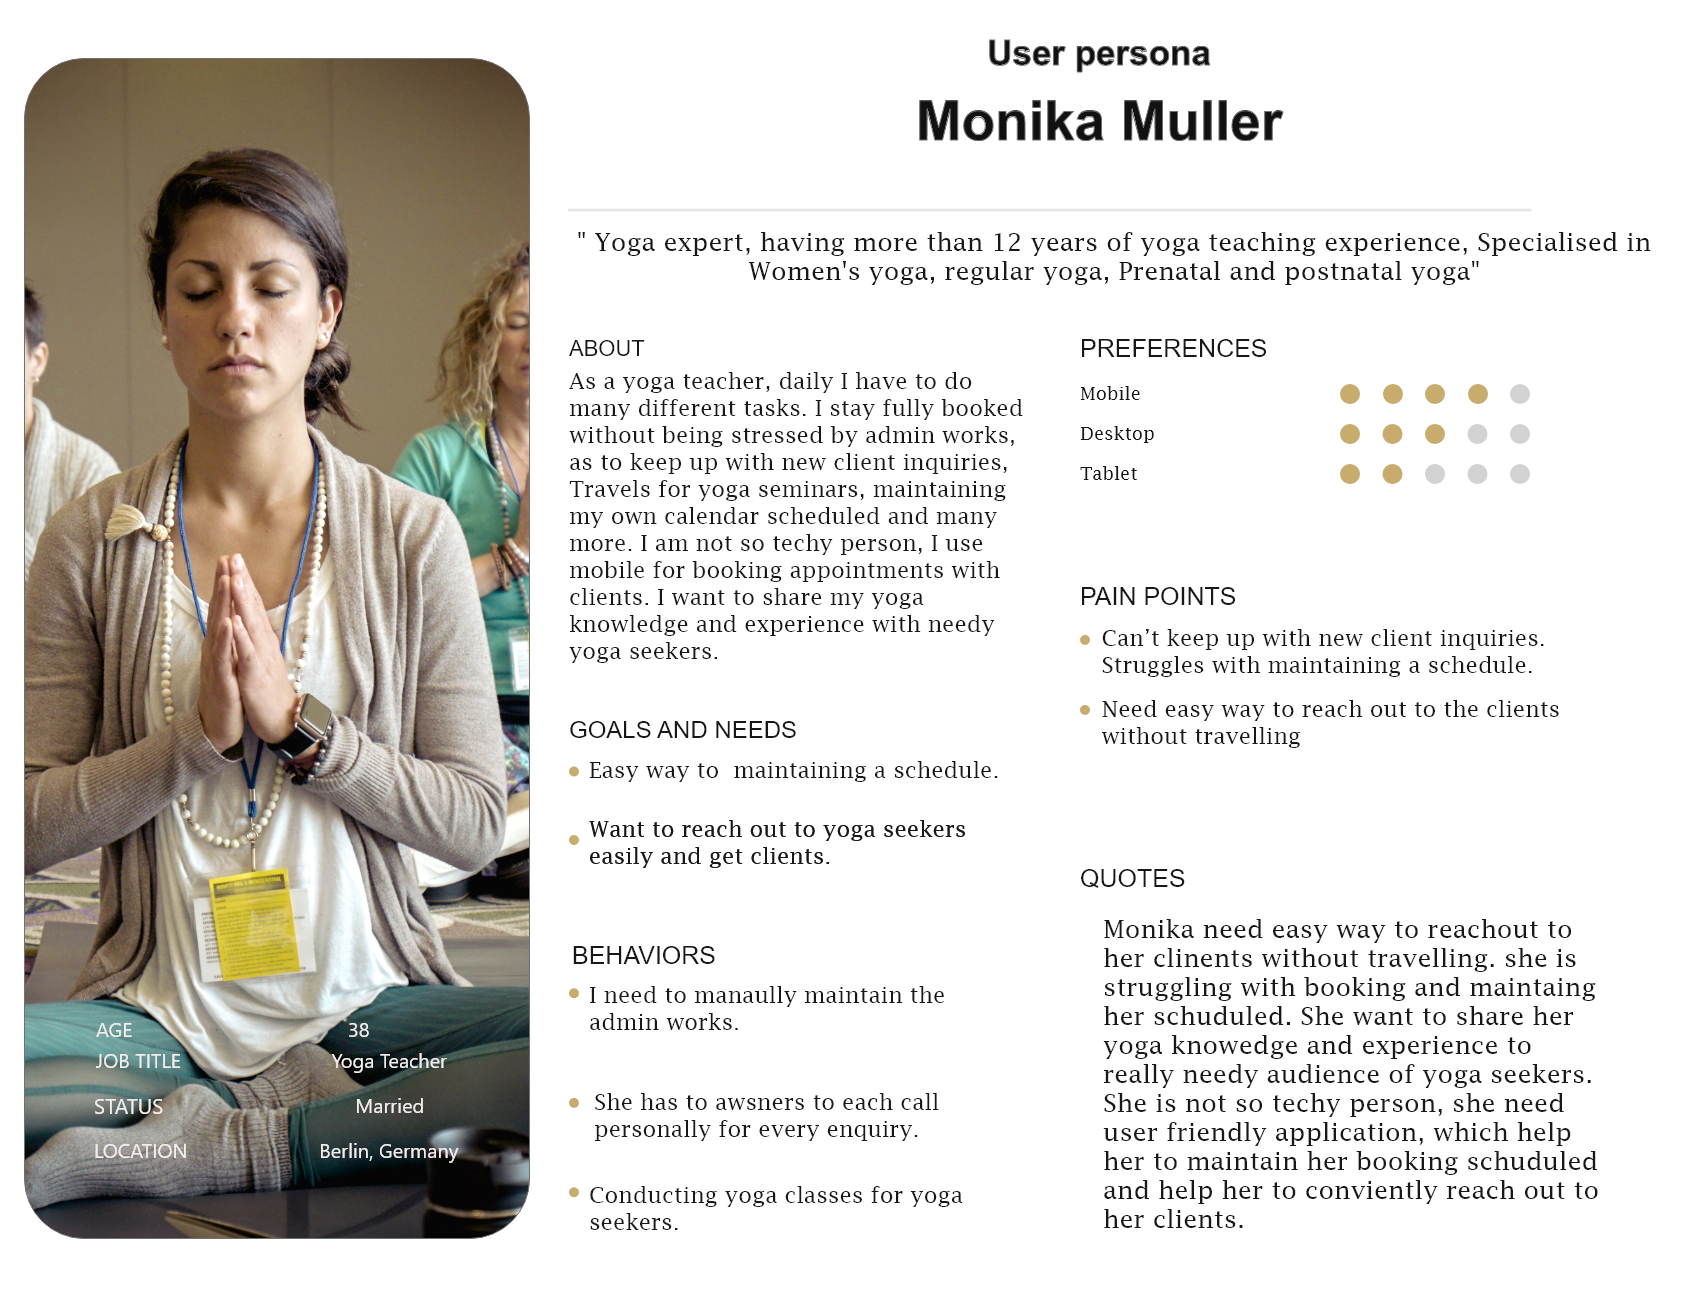 User persona
Monika Muller
" Yoga expert, having more than 12 years of yoga teaching experience, Specialised in
Women's yoga, regular yoga, Prenatal and postnatal yoga"
ABOUT
As a yoga teacher, daily I have to do
many different tasks. I stay fully booked
without being stressed by admin works,
as to keep up with new client inquiries,
Travels for yoga seminars, maintaining
my own calendar scheduled and many
more. I am not so techy person, I use
mobile for booking appointments with
clients. I want to share my yoga
knowledge and experience with needy
yoga seekers.
GOALS AND NEEDS
Easy way to  maintaining a schedule.
Want to reach out to yoga seekers
easily and get clients.
BEHAVIORS
I need to manaully maintain the
admin works.
She has to awsners to each call
personally for every enquiry.
Conducting yoga classes for yoga
seekers.
PREFERENCES
Mobile
Desktop
Tablet
PAIN POINTS
Can’t keep up with new client inquiries.
Struggles with maintaining a schedule.
Need easy way to reach out to the clients
without travelling
QUOTES
Monika need easy way to reachout to
her clinents without travelling. she is
struggling with booking and maintaing
her schuduled. She want to share her
yoga knowedge and experience to
really needy audience of yoga seekers.
She is not so techy person, she need
user friendly application, which help
her to maintain her booking schuduled
and help her to conviently reach out to
her clients.
AGE 38
JOB TITLE Yoga Teacher
STATUS Married
LOCATION Berlin, Germany